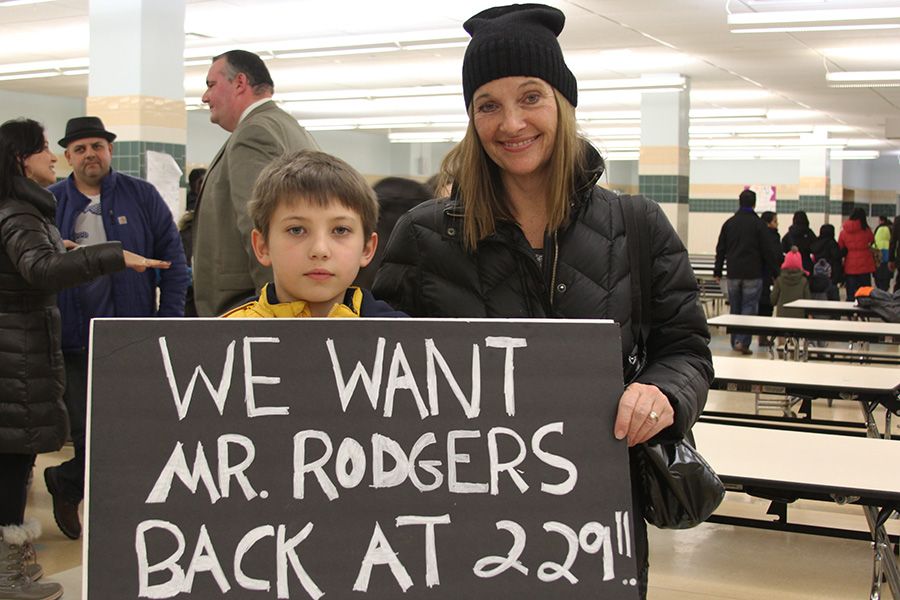 WE WANT
MR. RODGERS
BACK AT 229!!